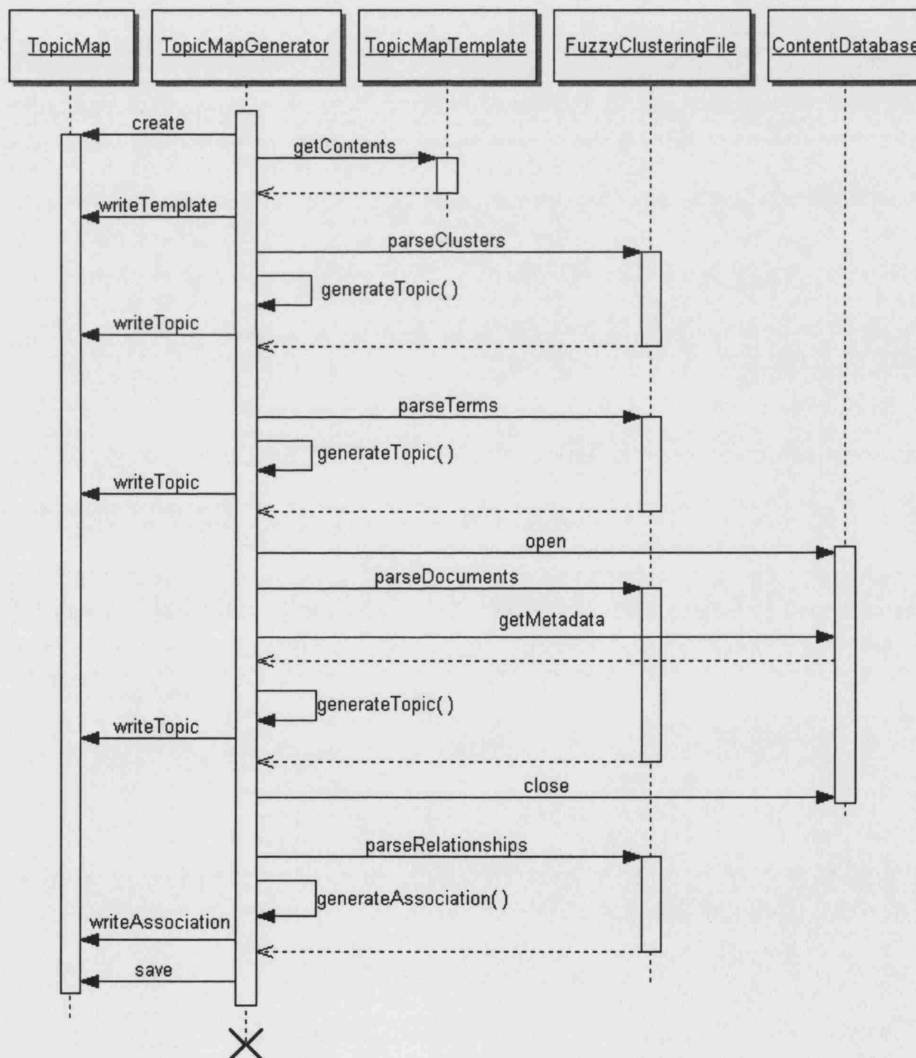 TopicMap
TopicMapGenerator
TopicMapTemplate
FuzzyClusteringFile
ContentDatabase
create
getContents
writeTemplate
parseClusters
generateTopic()
writeTopic
parseTerms
generateTopic()
writeTopic
open
parseDocuments
getMetadata
generateTopic()
writeTopic
close
parseRelationships
generateAssociation()
writeAssociation
save